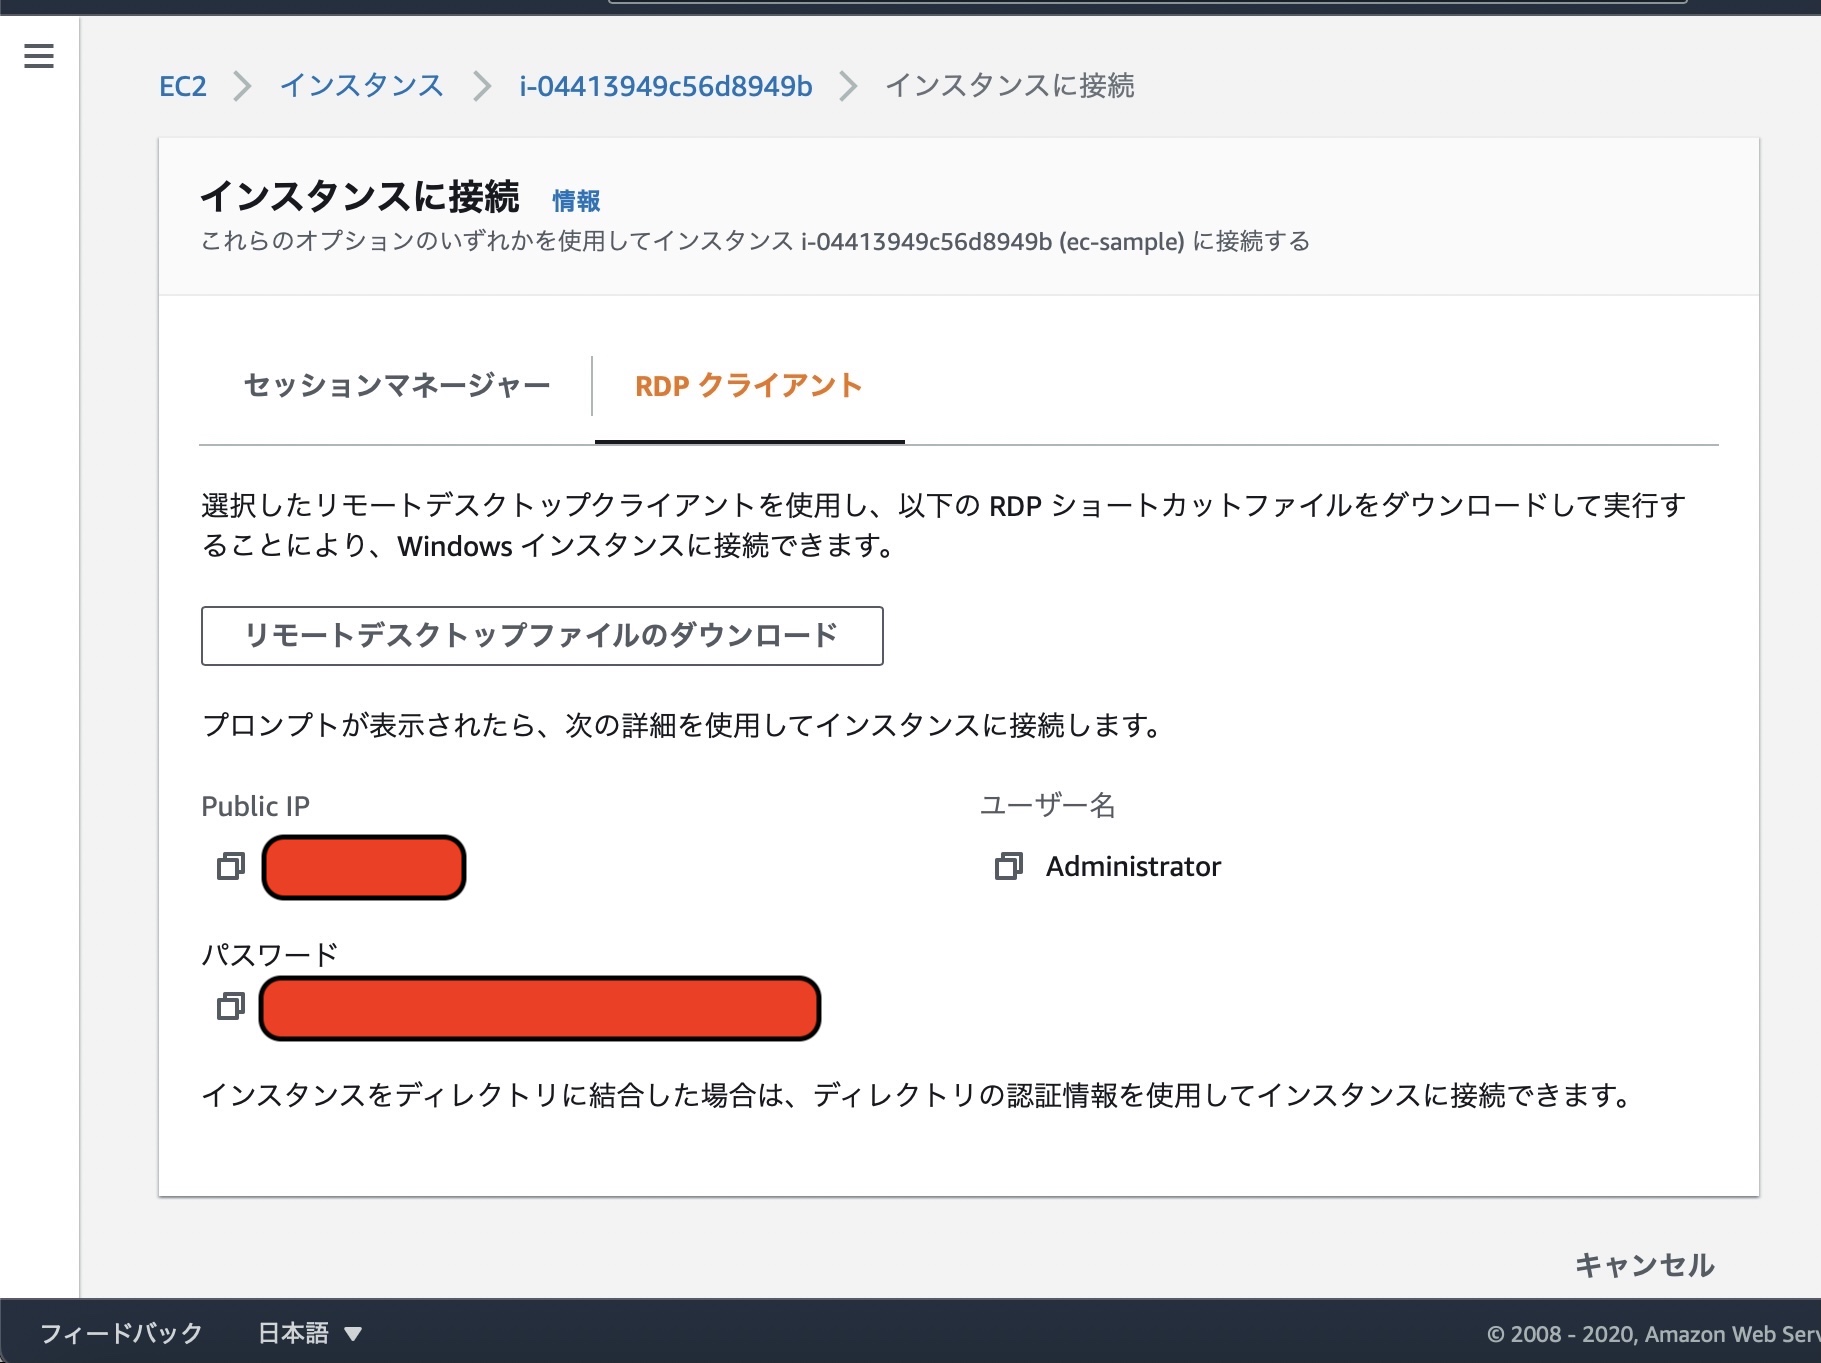 EC2 > インスタンス > i-04413949c56d8949b > インスタンスに接続
インスタンスに接続 情報
これらのオプションのいずれかを使用してインスタンス i-04413949c56d8949b (ec-sample) に接続する
セッションマネージャー RDP クライアント
選択したリモートデスクトップクライアントを使用し、以下の RDP ショートカットファイルをダウンロードして実行す
ることにより、Windows インスタンスに接続できます。
リモートデスクトップファイルのダウンロード
プロンプトが表示されたら、次の詳細を使用してインスタンスに接続します。
Public IP ユーザー名
Administrator
パスワード
インスタンスをディレクトリに結合した場合は、ディレクトリの認証情報を使用してインスタンスに接続できます。
キャンセル
フィードバック 日本語 ▼ © 2008 - 2020, Amazon Web Serv